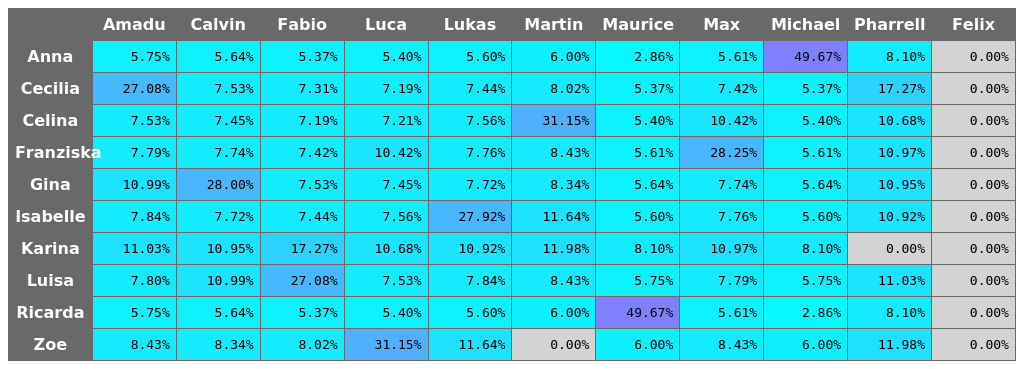 Amadu Calvin Fabio Luca Lukas Martin Maurice Max Michael Pharrell Felix
Anna 5.75% 5.64% 5.37% 5.40% 5.60% 6.00% 2.86% 5.61% 49.67% 8.10% 0.00%
Cecilia 27.08% 7.53% 7.31% 7.19% 7.44% 8.02% 5.37% 7.42% 5.37% 17.27% 0.00%
Celina 7.53% 7.45% 7.19% 7.21% 7.56% 31.15% 5.40% 10.42% 5.40% 10.68% 0.00%
Franziska 7.79% 7.74% 7.42% 10.42% 7.76% 8.43% 5.61% 28.25% 5.61% 10.97% 0.00%
Gina 10.99% 28.00% 7.53% 7.45% 7.72% 8.34% 5.64% 7.74% 5.64% 10.95% 0.00%
Isabelle 7.84% 7.72% 7.44% 7.56% 27.92% 11.64% 5.60% 7.76% 5.60% 10.92% 0.00%
Karina 11.03% 10.95% 17.27% 10.68% 10.92% 11.98% 8.10% 10.97% 8.10% 0.00% 0.00%
Luisa 7.80% 10.99% 27.08% 7.53% 7.84% 8.43% 5.75% 7.79% 5.75% 11.03% 0.00%
Ricarda 5.75% 5.64% 5.37% 5.40% 5.60% 6.00% 49.67% 5.61% 2.86% 8.10% 0.00%
Zoe 8.43% 8.34% 8.02% 31.15% 11.64% 0.00% 6.00% 8.43% 6.00% 11.98% 0.00%